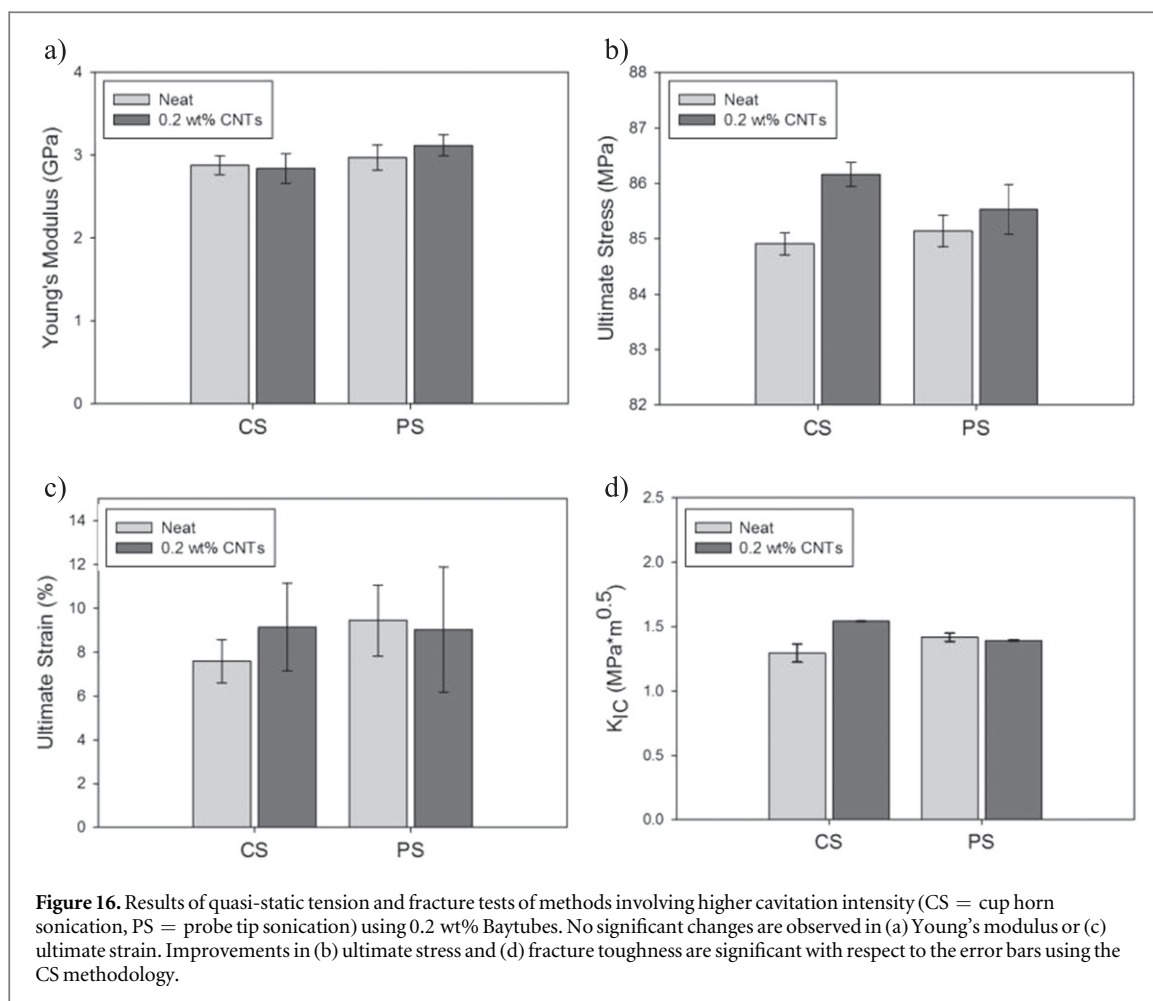 a)
4
3
2
1
0
Young's Modulus (GPa)
Neat
0.2 wt% CNTs
CS
PS
b)
88
87
86
85
84
83
82
Ultimate Stress (MPa)
Neat
0.2 wt% CNTs
CS
PS
c)
14
12
10
8
6
4
2
0
Ultimate Strain (%)
Neat
0.2 wt% CNTs
CS
PS
d)
2.5
2.0
1.5
1.0
0.5
0.0
KIC (MPa*m0.5)
Neat
0.2 wt% CNTs
CS
PS
Figure 16. Results of quasi-static tension and fracture tests of methods involving higher cavitation intensity (CS = cup horn
sonication, PS = probe tip sonication) using 0.2 wt% Baytubes. No significant changes are observed in (a) Young's modulus or (c)
ultimate strain. Improvements in (b) ultimate stress and (d) fracture toughness are significant with respect to the error bars using the
CS methodology.